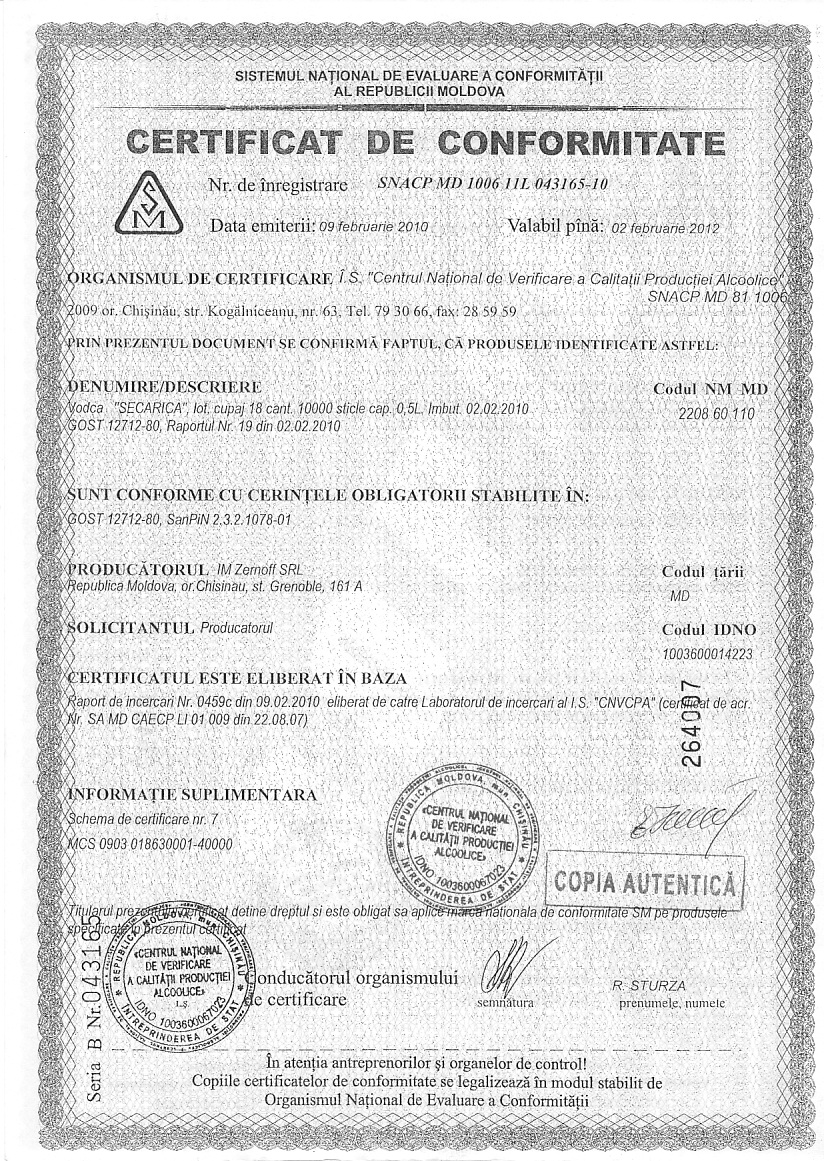 SISTEMUL NAȚIONAL DE EVALUARE A CONFORMITĂȚII
AL REPUBLICII MOLDOVA
CERTIFICAT DE CONFORMITATE
SM
Nr. de înregistrare SNACP MD 1006 11L 043165-10
Data emiterii: 09 februarie 2010 Valabil pînă: 02 februarie 2012
ORGANISMUL DE CERTIFICARE Î.S. "Centrul Național de Verificare a Calitații Producției Alcoolice"
SNACP MD 81 1006
2009 or. Chișinău, str. Kogălniceanu, nr. 63, Tel. 79 30 66, fax: 28 59 59
PRIN PREZENTUL DOCUMENT SE CONFIRMĂ FAPTUL, CĂ PRODUSELE IDENTIFICATE ASTFEL:
DENUMIRE/DESCRIERE Codul NM MD
Vodca "SECARICA", lot. cupaj 18 cant. 10000 sticle cap. 0,5L, Imbut. 02.02.2010
2208 60 110
GOST 12712-80, Raportul Nr. 19 din 02.02.2010
SUNT CONFORME CU CERINȚELE OBLIGATORII STABILITE ÎN:
GOST 12712-80, SanPiN 2.3.2.1078-01
PRODUCĂTORUL IM Zernoff SRL Codul țării
Republica Moldova, or.Chisinau, st. Grenoble, 161 A
MD
SOLICITANTUL Producatorul Codul IDNO
1003600014223
CERTIFICATUL ESTE ELIBERAT ÎN BAZA
Raport de incercari Nr. 0459c din 09.02.2010 eliberat de catre Laboratorul de incercari al I.S. "CNVCPA" (certificat de acr.
Nr. SA MD CAECP LI 01 009 din 22.08.07)
264007
INFORMAȚIE SUPLIMENTARA
Schema de certificare nr. 7
MCS 0903 018630001-40000
REPUBLICA MOLDOVA, mun. CHIȘINĂU
«CENTRUL NAȚIONAL
DE VERIFICARE
A CALITĂȚII PRODUCȚIEI
ALCOOLICE»
IDNO 1003600067023
ÎNTREPRINDEREA DE STAT
COPIA AUTENTICĂ
Titularul prezentului certificat detine dreptul si este obligat sa aplice marca nationala de conformitate SM pe produsele
specificate in prezentul certificat
Seria B Nr.043165
REPUBLICA MOLDOVA, mun. CHIȘINĂU
«CENTRUL NAȚIONAL
DE VERIFICARE
A CALITĂȚII PRODUCȚIEI
ALCOOLICE»
I.Ș.
IDNO 1003600067023
ÎNTREPRINDEREA DE STAT
Conducătorul organismului
de certificare
semnătura
R. STURZA
prenumele, numele
În atenția antreprenorilor și organelor de control!
Copiile certificatelor de conformitate se legalizează în modul stabilit de
Organismul Național de Evaluare a Conformității